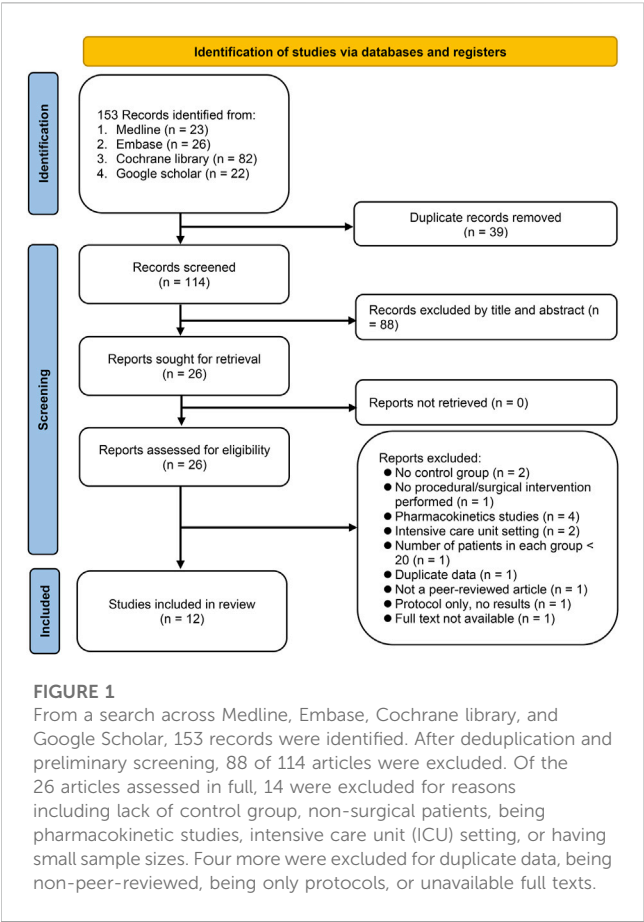 Identification of studies via databases and registers
Identification
153 Records identified from:
1. Medline (n = 23)
2. Embase (n = 26)
3. Cochrane library (n = 82)
4. Google scholar (n = 22)
Duplicate records removed
(n = 39)
Screening
Records screened
(n = 114)
Records excluded by title and abstract (n
= 88)
Reports sought for retrieval
(n = 26)
Reports not retrieved (n = 0)
Reports assessed for eligibility
(n = 26)
Reports excluded:
● No control group (n = 2)
● No procedural/surgical intervention
performed (n = 1)
● Pharmacokinetics studies (n = 4)
● Intensive care unit setting (n = 2)
● Number of patients in each group <
20 (n = 1)
● Duplicate data (n = 1)
● Not a peer-reviewed article (n = 1)
● Protocol only, no results (n = 1)
● Full text not available (n = 1)
Included
Studies included in review
(n = 12)
FIGURE 1
From a search across Medline, Embase, Cochrane library, and
Google Scholar, 153 records were identified. After deduplication and
preliminary screening, 88 of 114 articles were excluded. Of the
26 articles assessed in full, 14 were excluded for reasons
including lack of control group, non-surgical patients, being
pharmacokinetic studies, intensive care unit (ICU) setting, or having
small sample sizes. Four more were excluded for duplicate data, being
non-peer-reviewed, being only protocols, or unavailable full texts.